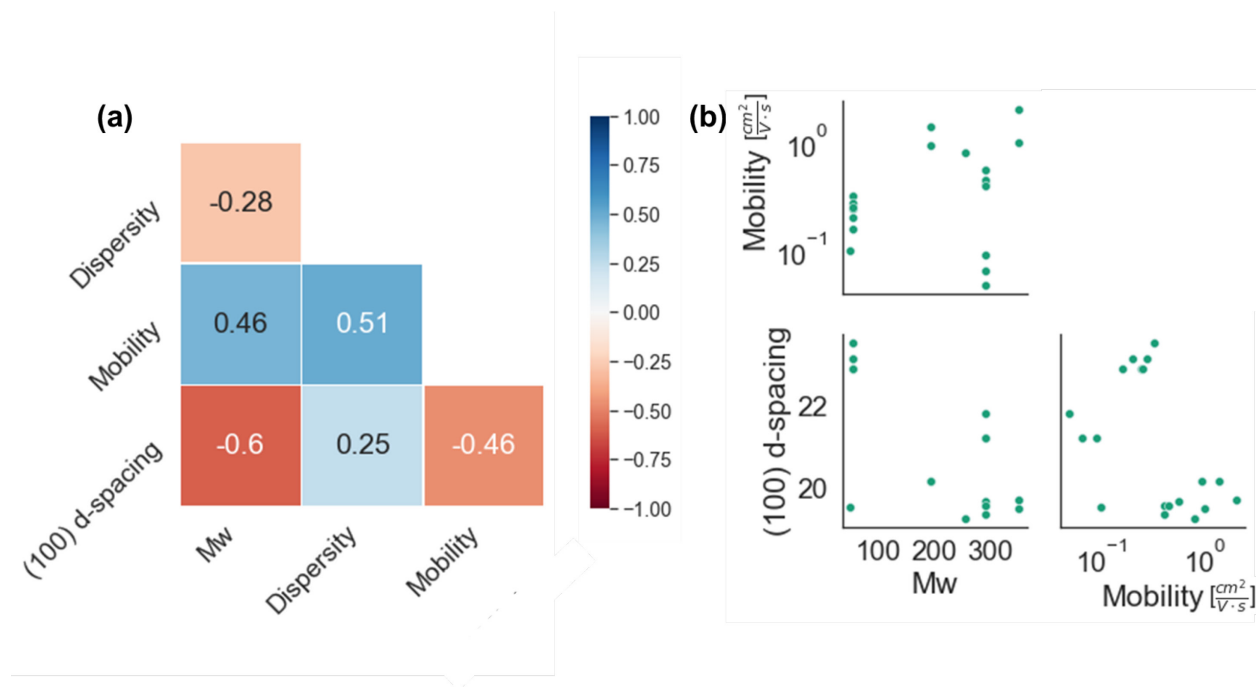 (a)
-0.28
0.46
0.51
-0.6
0.25
-0.46
Dispersity
Mobility
(100) d-spacing
Mw
Dispersity
Mobility
1.00
0.75
0.50
0.25
0.00
−0.25
−0.50
−0.75
−1.00
(b)
Mobility [cm²/V·s]
10⁰
10⁻¹
(100) d-spacing
22
20
100 200 300
Mw
10⁻¹ 10⁰
Mobility [cm²/V·s]